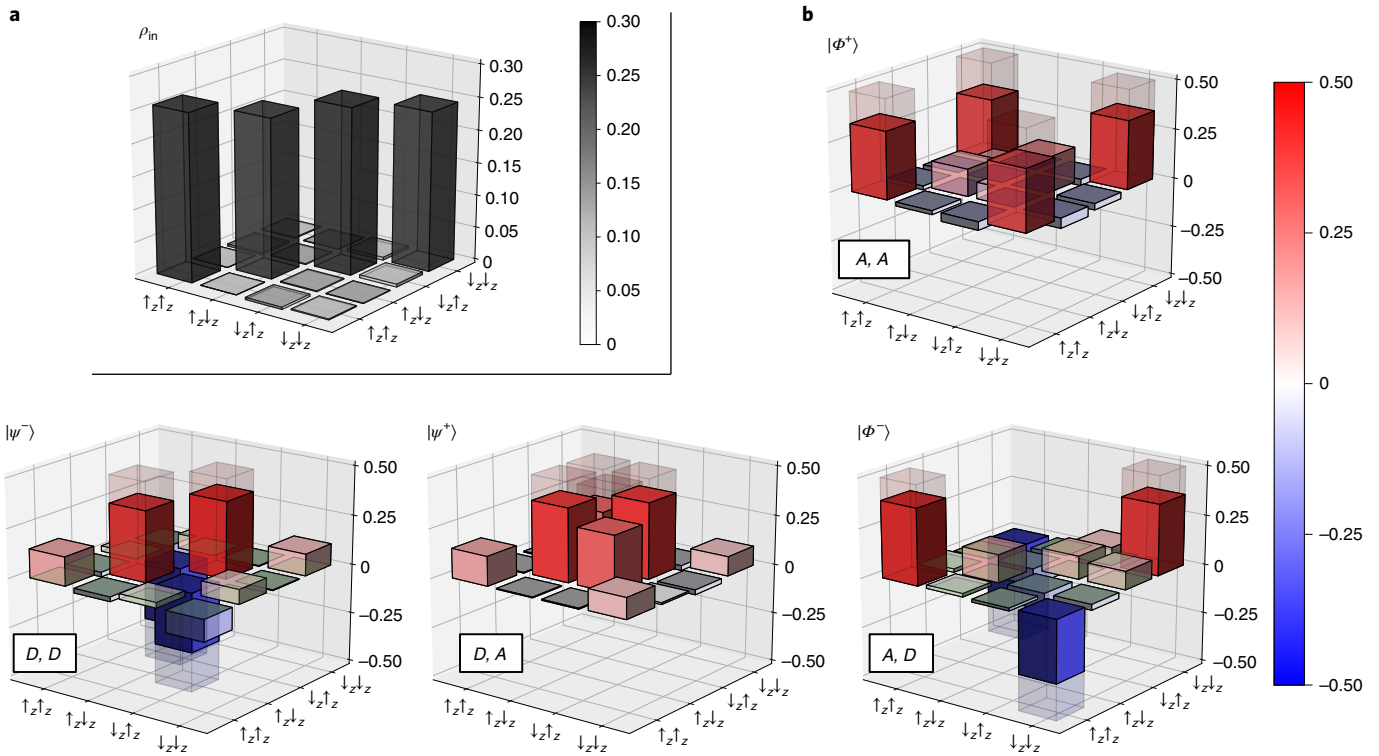 a
ρin
0.30
0.25
0.20
0.15
0.10
0.05
0
↑z↑z
↑z↓z
↓z↑z
↓z↓z
↑z↑z
↑z↓z
↓z↑z
↓z↓z
0.30
0.25
0.20
0.15
0.10
0.05
0
b
|Φ+⟩
0.50
0.25
0
−0.25
−0.50
A, A
↑z↑z
↑z↓z
↓z↑z
↓z↓z
↑z↑z
↑z↓z
↓z↑z
↓z↓z
0.50
0.25
0
−0.25
−0.50
|ψ−⟩
0.50
0.25
0
−0.25
−0.50
D, D
↑z↑z
↑z↓z
↓z↑z
↓z↓z
↑z↑z
↑z↓z
↓z↑z
↓z↓z
|ψ+⟩
0.50
0.25
0
−0.25
−0.50
D, A
↑z↑z
↑z↓z
↓z↑z
↓z↓z
↑z↑z
↑z↓z
↓z↑z
↓z↓z
|Φ−⟩
0.50
0.25
0
−0.25
−0.50
A, D
↑z↑z
↑z↓z
↓z↑z
↓z↓z
↑z↑z
↑z↓z
↓z↑z
↓z↓z